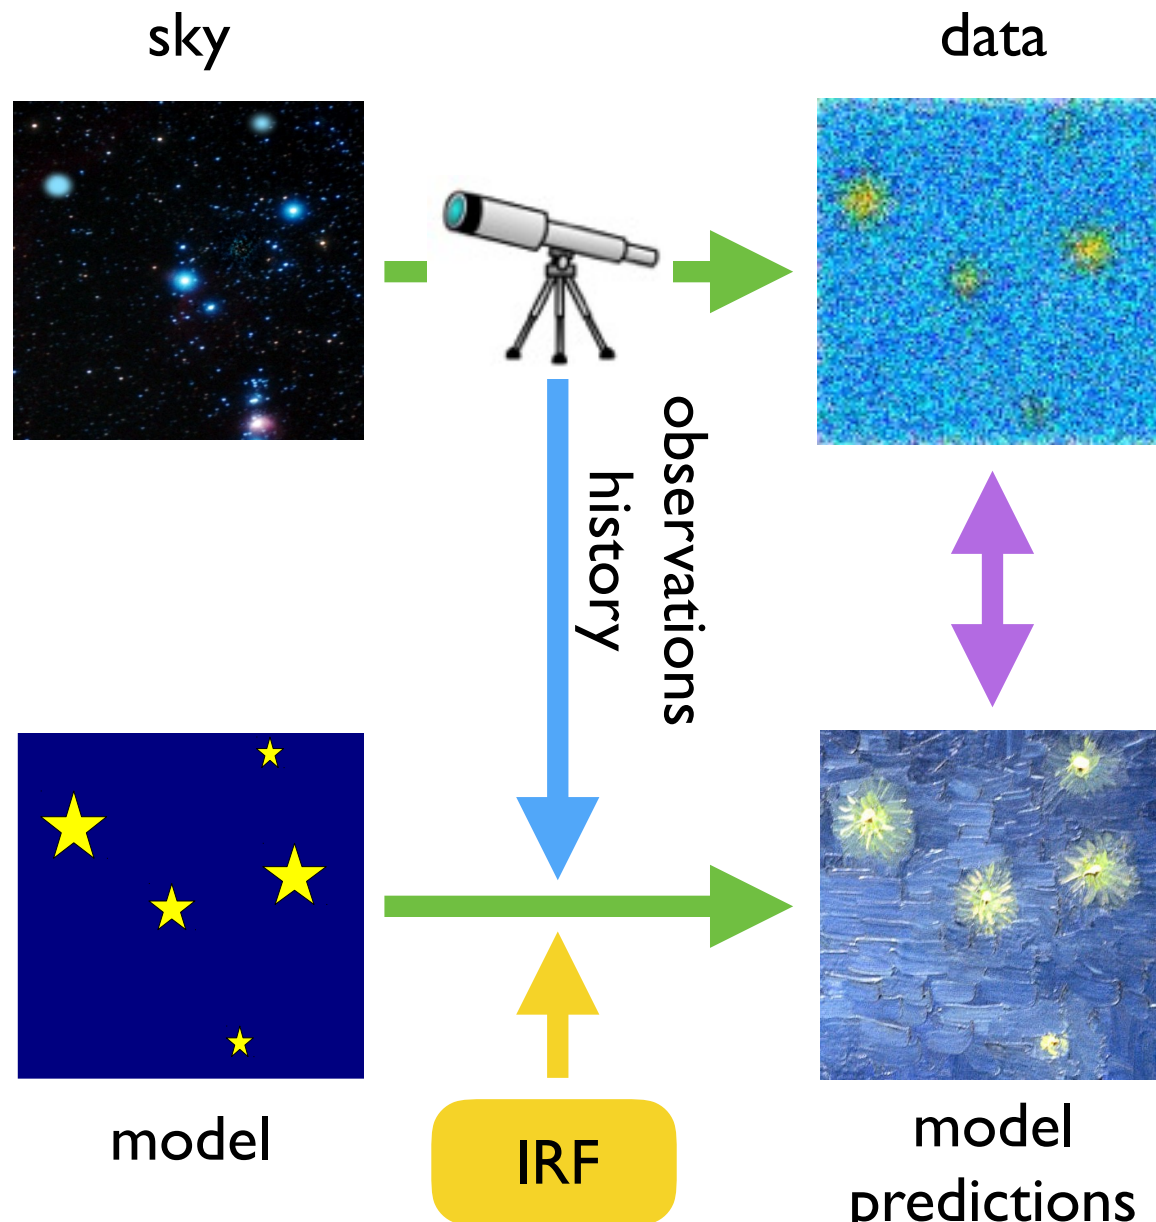 sky
data
observations
history
model
IRF
model
predictions